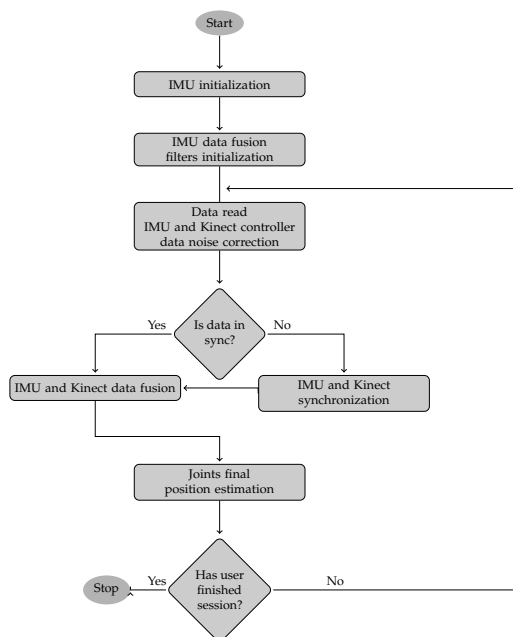 Start
IMU initialization
IMU data fusion
filters initialization
Data read
IMU and Kinect controller
data noise correction
Is data in
sync?
Yes
No
IMU and Kinect data fusion
IMU and Kinect
synchronization
Joints final
position estimation
Has user
finished
session?
Yes
No
Stop